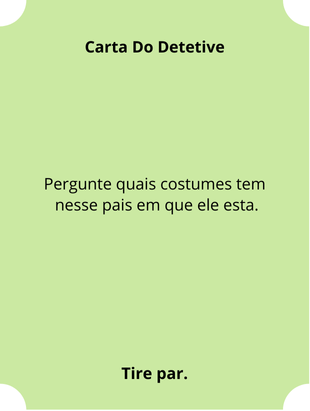 Carta Do Detetive
Pergunte quais costumes tem
nesse pais em que ele esta.
Tire par.